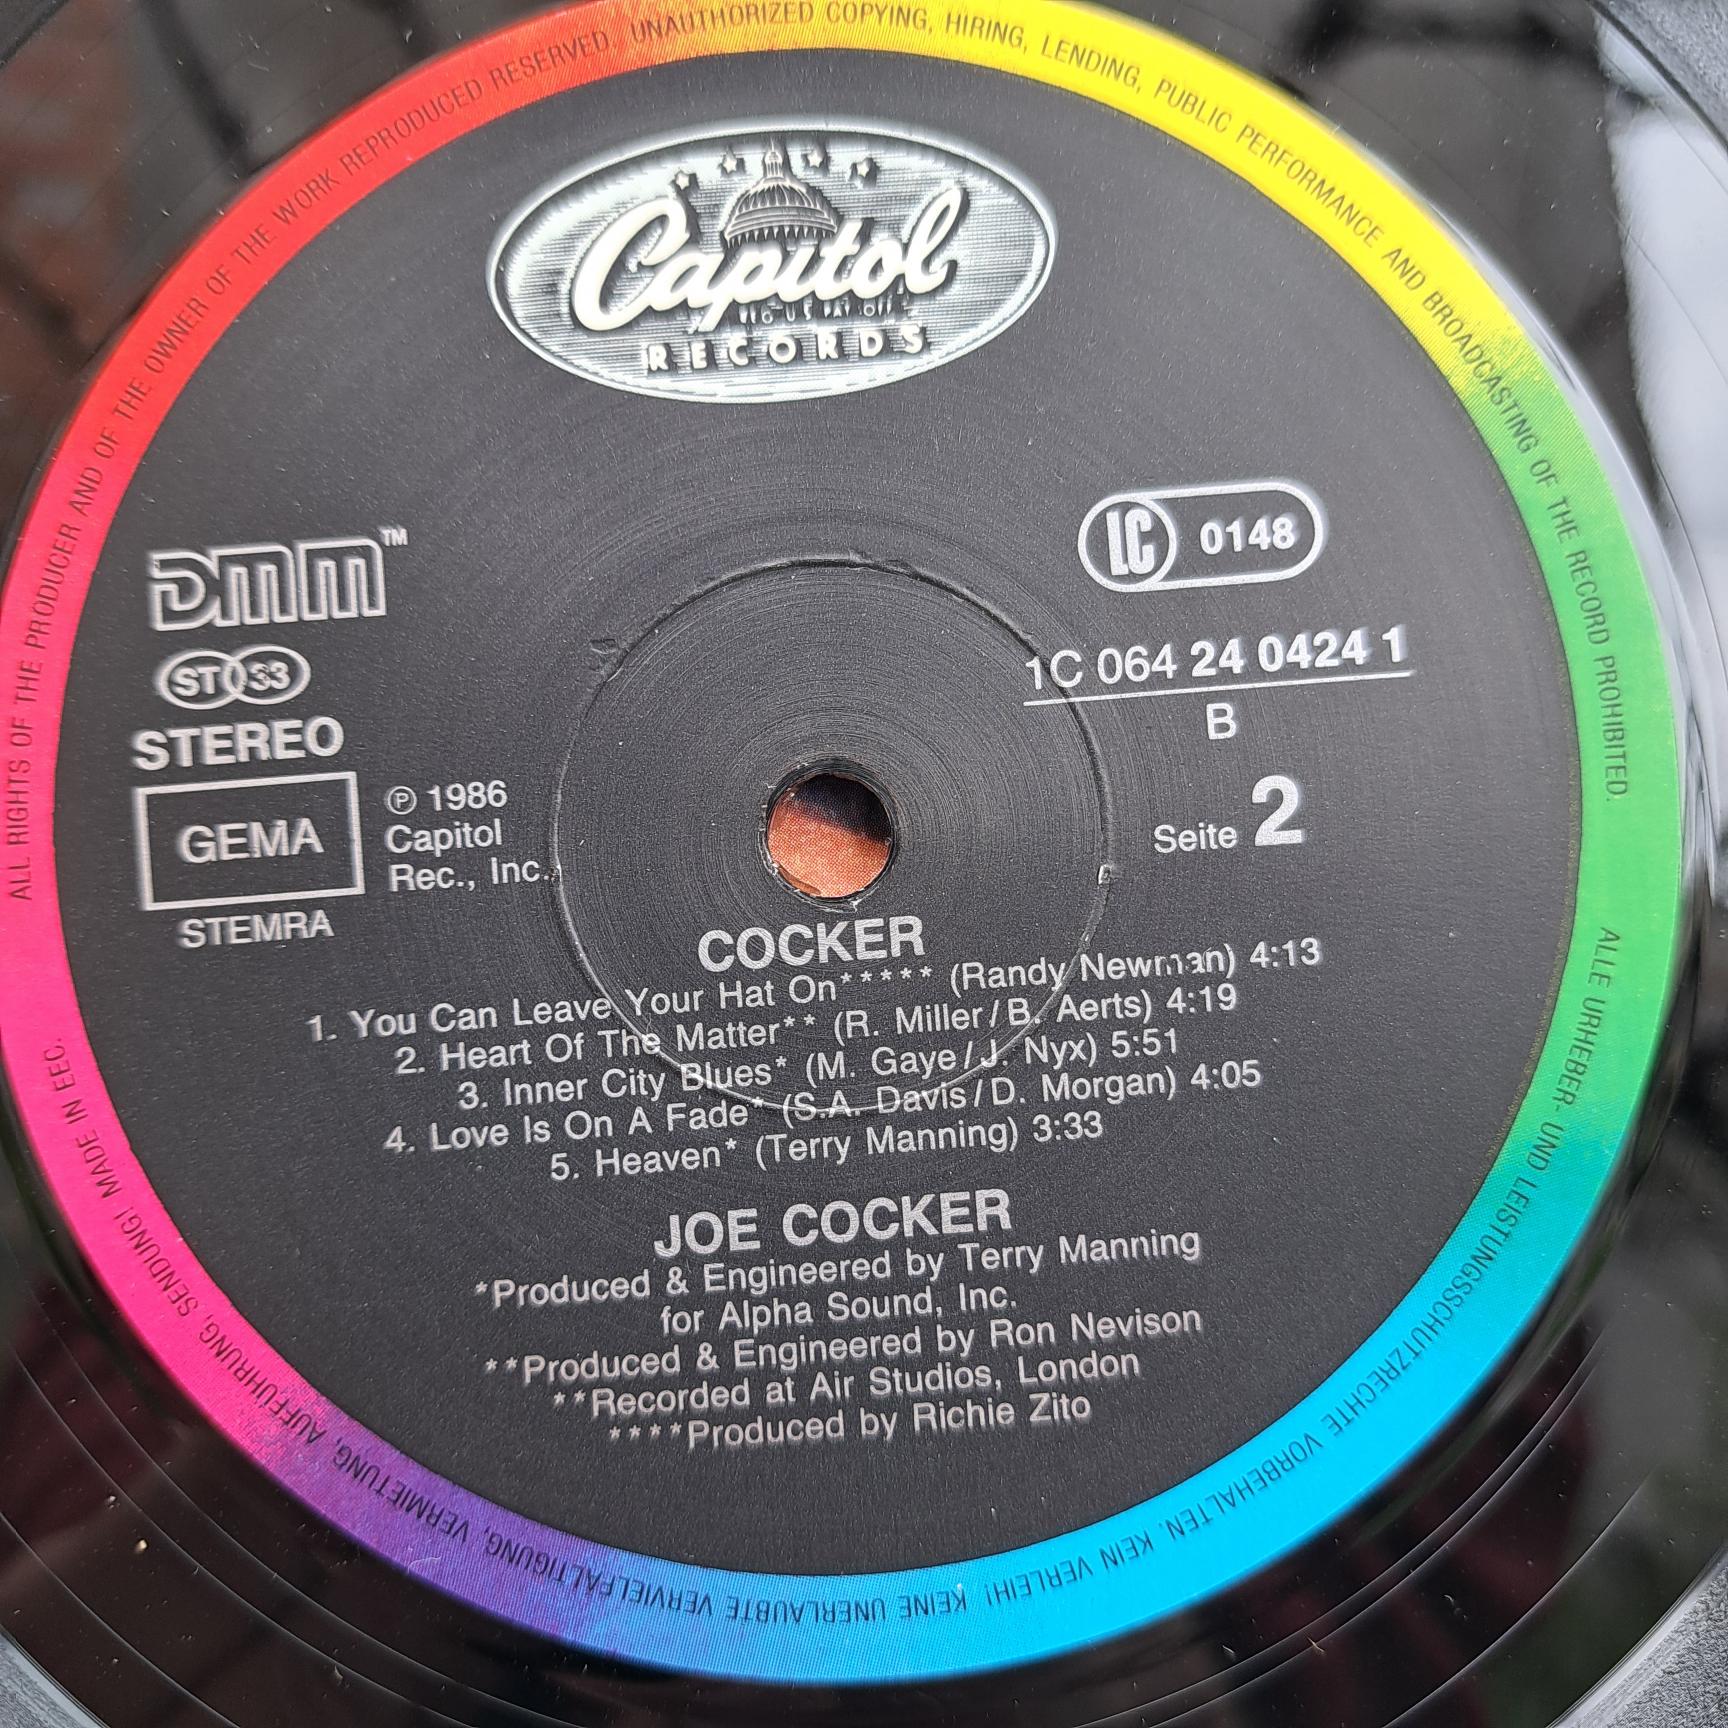 ALL RIGHTS OF THE PRODUCER AND OF THE OWNER OF THE WORK REPRODUCED RESERVED. UNAUTHORIZED COPYING, HIRING, LENDING, PUBLIC PERFORMANCE AND BROADCASTING OF THE RECORD PROHIBITED.
Capitol
RECORDS
DMM™
LC 0148
ST 33
STEREO
1C 064 24 0424 1
B
GEMA
STEMRA
Ⓟ 1986
Capitol
Rec., Inc.
Seite 2
COCKER
1. You Can Leave Your Hat On***** (Randy Newman) 4:13
2. Heart Of The Matter** (R. Miller/B. Aerts) 4:19
3. Inner City Blues* (M. Gaye/J. Nyx) 5:51
4. Love Is On A Fade* (S.A. Davis/D. Morgan) 4:05
5. Heaven* (Terry Manning) 3:33
JOE COCKER
*Produced & Engineered by Terry Manning
for Alpha Sound, Inc.
**Produced & Engineered by Ron Nevison
**Recorded at Air Studios, London
****Produced by Richie Zito
ALLE URHEBER- UND LEISTUNGSSCHUTZRECHTE VORBEHALTEN. KEIN VERLEIH! KEINE UNERLAUBTE VERVIELFÄLTIGUNG, VERMIETUNG, AUFFÜHRUNG, SENDUNG! MADE IN EEC.